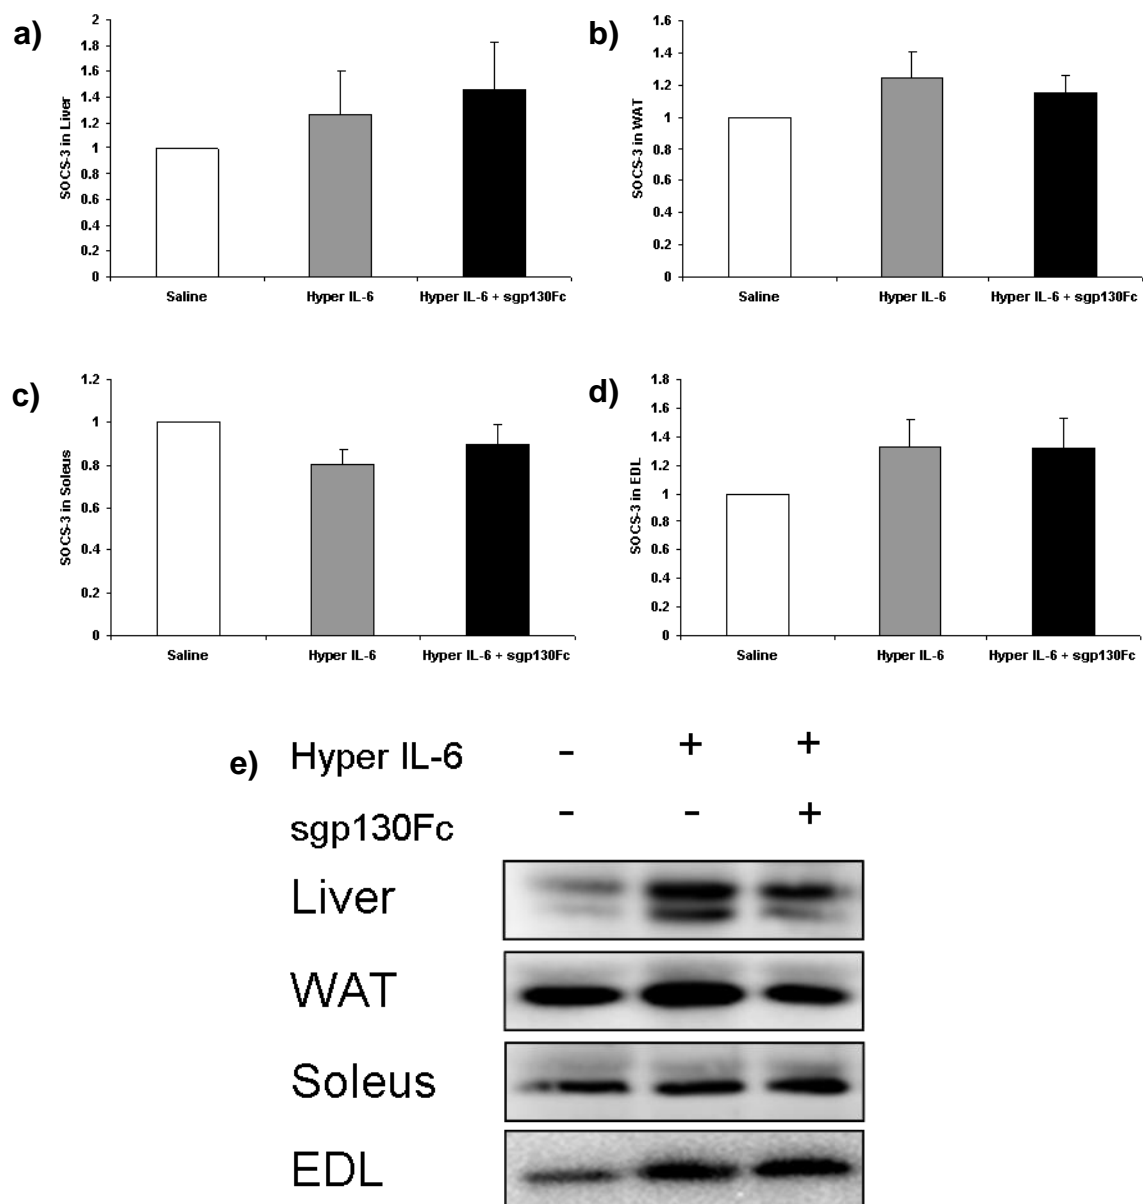 a)
SOCS-3 in Liver
2
1.8
1.6
1.4
1.2
1
0.8
0.6
0.4
0.2
0
Saline Hyper IL-6 Hyper IL-6 + sgp130Fc
b)
SOCS-3 in WAT
1.6
1.4
1.2
1
0.8
0.6
0.4
0.2
0
Saline Hyper IL-6 Hyper IL-6 + sgp130Fc
c)
SOCS-3 in Soleus
1.2
1
0.8
0.6
0.4
0.2
0
Saline Hyper IL-6 Hyper IL-6 + sgp130Fc
d)
SOCS-3 in EDL
1.8
1.6
1.4
1.2
1
0.8
0.6
0.4
0.2
0
Saline Hyper IL-6 Hyper IL-6 + sgp130Fc
e) Hyper IL-6 - + +
sgp130Fc - - +
Liver
WAT
Soleus
EDL